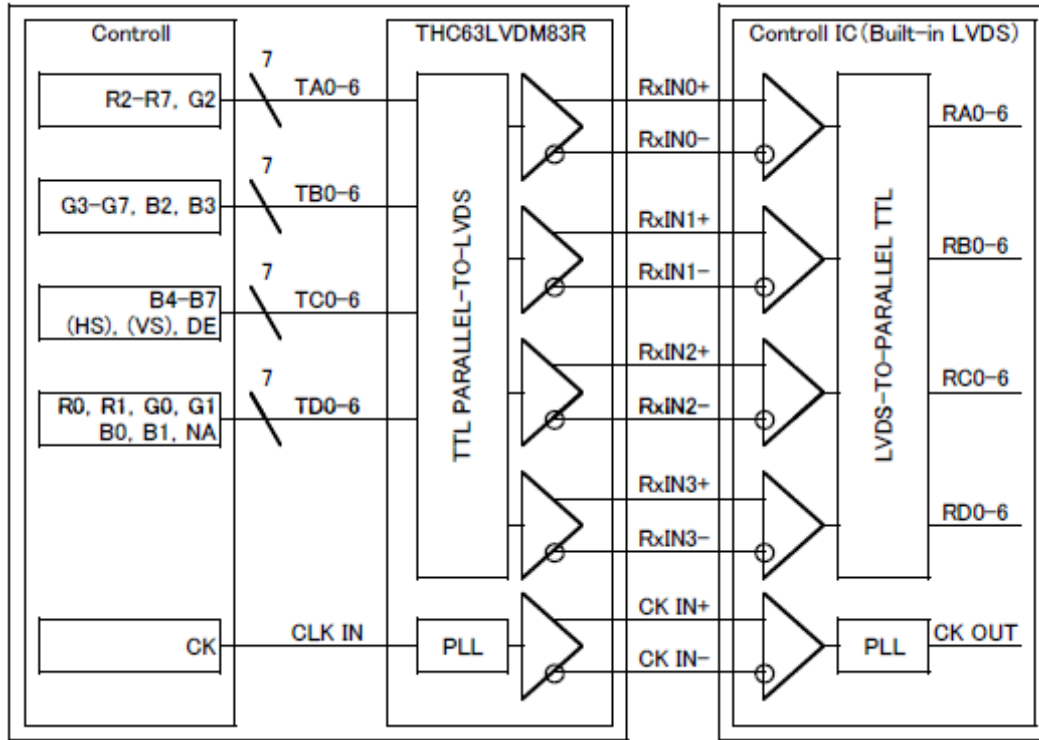 Controll
THC63LVDM83R
Controll IC(Built-in LVDS)
7
R2-R7, G2
TA0-6
RxIN0+
RxIN0-
RA0-6
7
G3-G7, B2, B3
TB0-6
RxIN1+
RxIN1-
RB0-6
7
B4-B7
(HS), (VS), DE
TC0-6
RxIN2+
RxIN2-
RC0-6
7
R0, R1, G0, G1
B0, B1, NA
TD0-6
RxIN3+
RxIN3-
RD0-6
TTL PARALLEL-TO-LVDS
LVDS-TO-PARALLEL TTL
CK
CLK IN
PLL
CK IN+
CK IN-
PLL
CK OUT